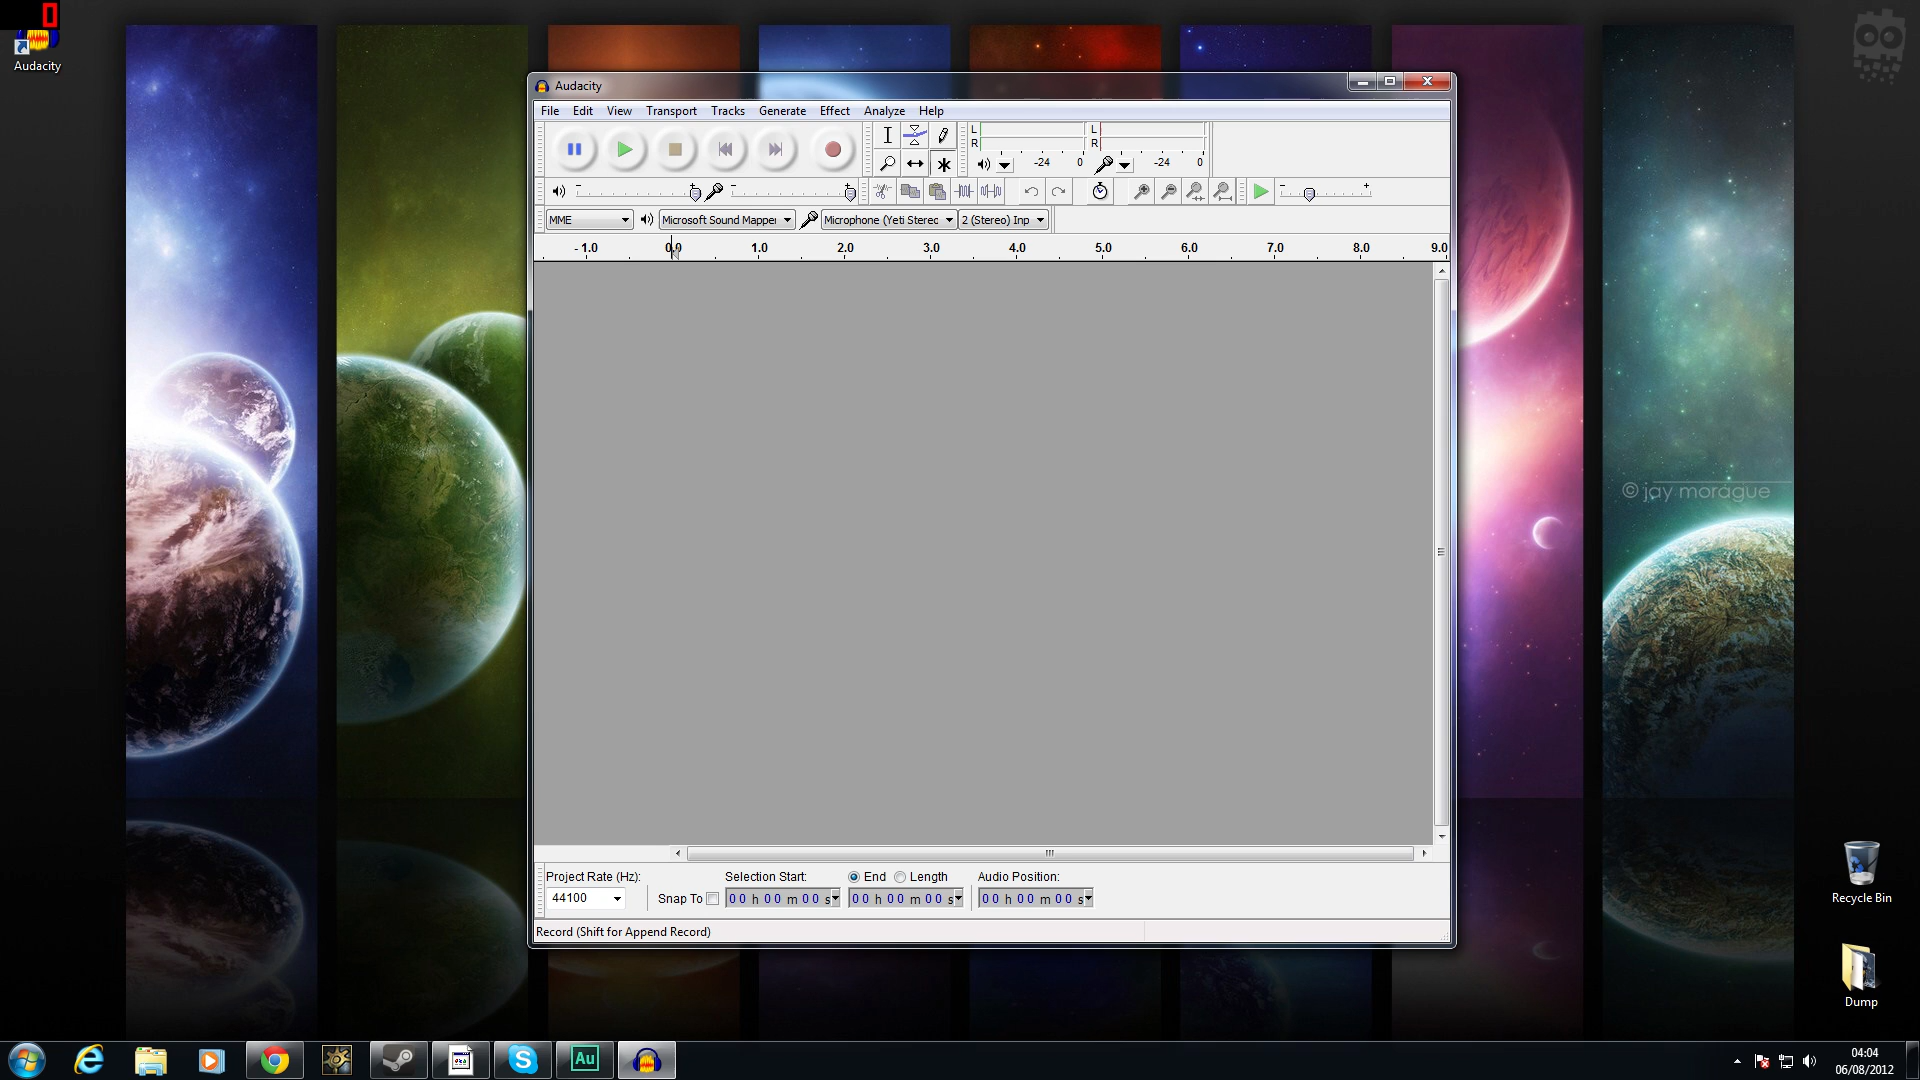 0
Audacity
Audacity
File Edit View Transport Tracks Generate Effect Analyze Help
L
R
-24 0
L
R
-24 0
MME
Microsoft Sound Mapper
Microphone (Yeti Stereo
2 (Stereo) Inp
- 1.0 0.0 1.0 2.0 3.0 4.0 5.0 6.0 7.0 8.0 9.0
© jay morague
Project Rate (Hz):
44100
Snap To
Selection Start:
00 h 00 m 00 s
End Length
00 h 00 m 00 s
Audio Position:
00 h 00 m 00 s
Record (Shift for Append Record)
Recycle Bin
Dump
Au
04:04
06/08/2012